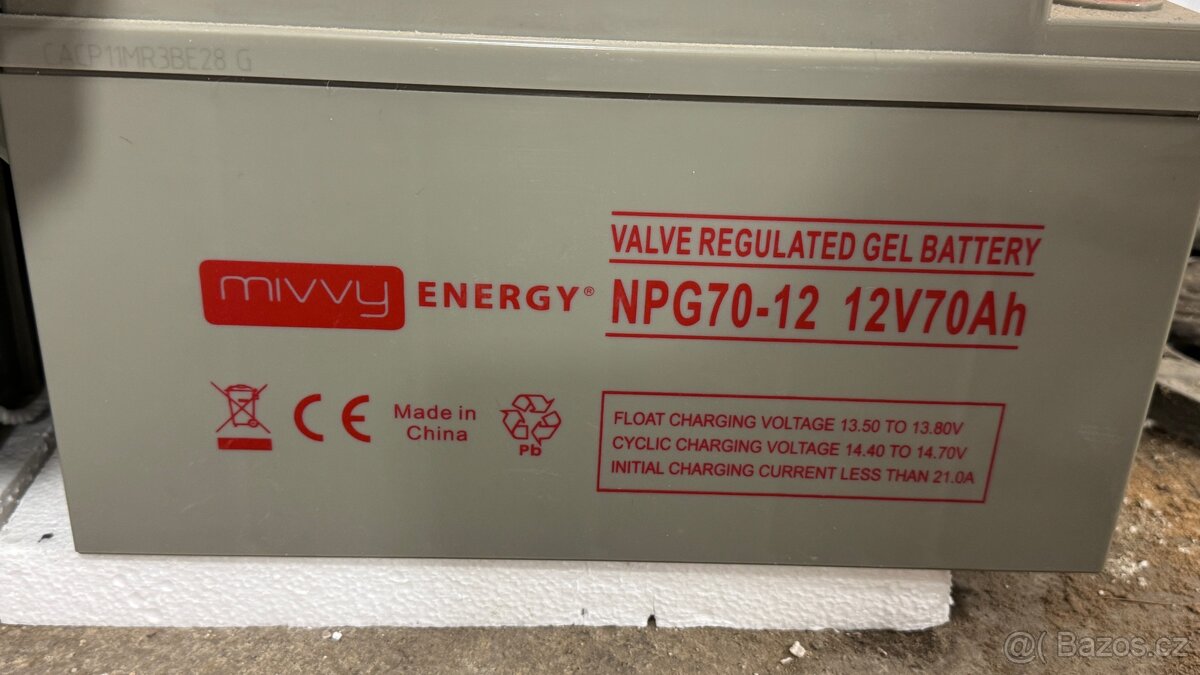 CACP11MR3BE28 G
VALVE REGULATED GEL BATTERY
mivvy ENERGY®
NPG70-12 12V70Ah
CE
Made in
China
Pb
FLOAT CHARGING VOLTAGE 13.50 TO 13.80V
CYCLIC CHARGING VOLTAGE 14.40 TO 14.70V
INITIAL CHARGING CURRENT LESS THAN 21.0A
Bazos.cz